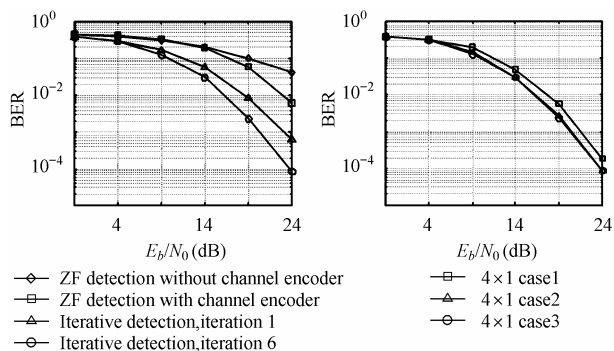 10^0
10^-2
10^-4
BER
4 14 24
E_b/N_0 (dB)
ZF detection without channel encoder
ZF detection with channel encoder
Iterative detection,iteration 1
Iterative detection,iteration 6
10^0
10^-2
10^-4
BER
4 14 24
E_b/N_0 (dB)
4×1 case1
4×1 case2
4×1 case3